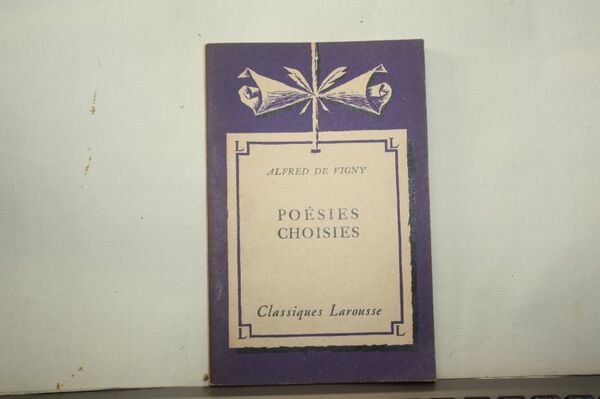 L L
ALFRED DE VIGNY
POÉSIES
CHOISIES
Classiques Larousse
L L